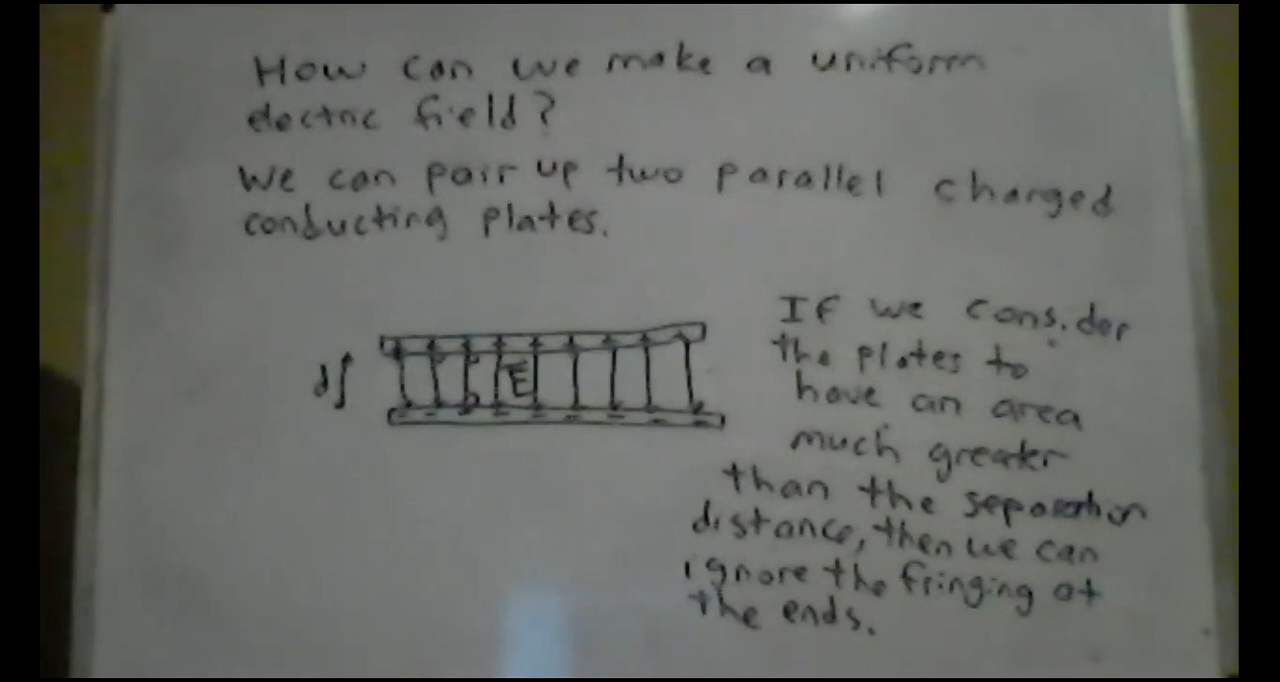 How can we make a uniform
electric field?
We can pair up two parallel charged
conducting plates.
If we consider
the plates to
have an area
much greater
than the separation
distance, then we can
ignore the fringing at
the ends.
d
E